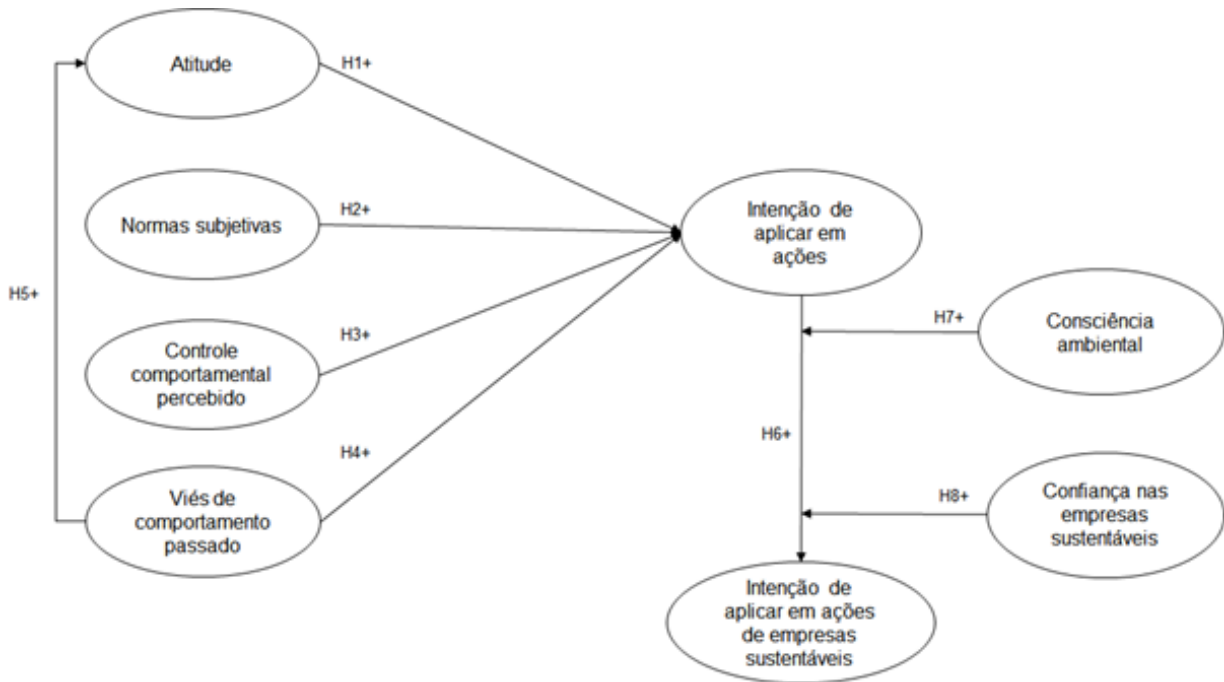 Atitude
H1+
Normas subjetivas
H2+
Intenção de
aplicar em
ações
H5+
H3+
Controle
comportamental
percebido
H7+
Consciência
ambiental
H4+
H6+
Viés de
comportamento
passado
H8+
Confiança nas
empresas
sustentáveis
Intenção de
aplicar em ações
de empresas
sustentáveis